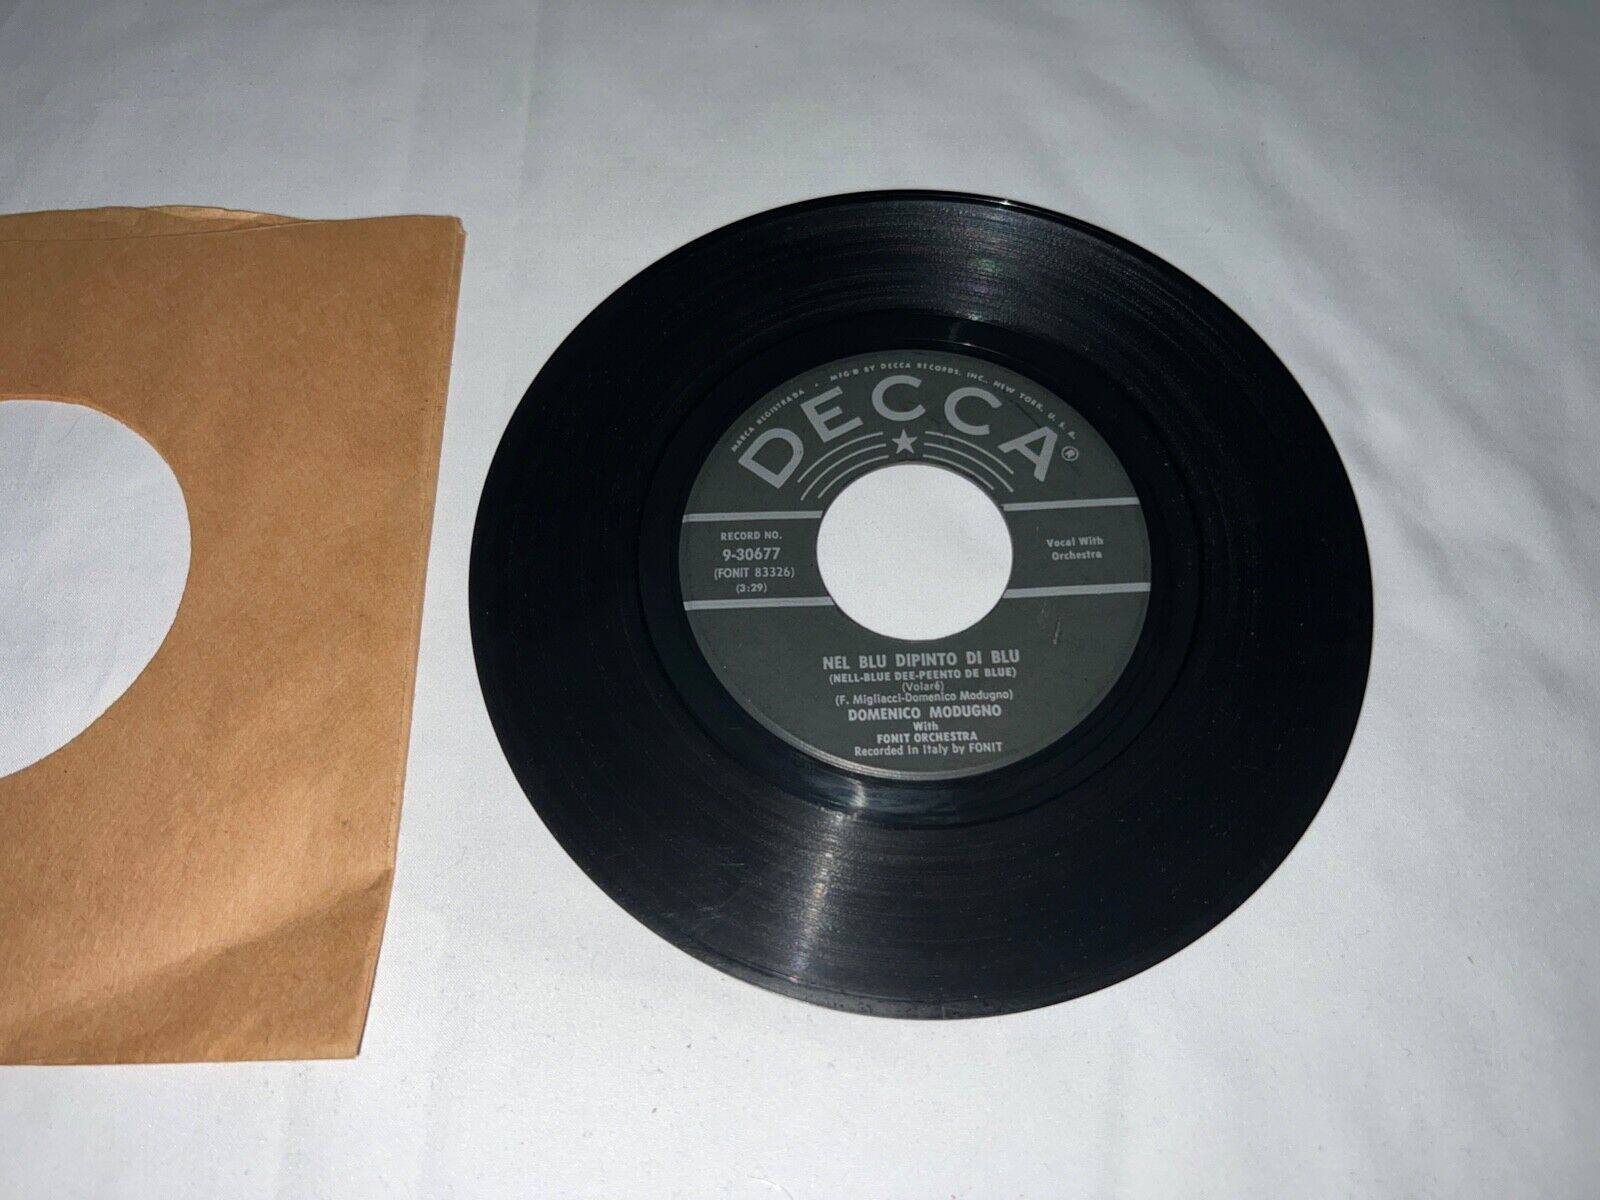 MARCA REGISTRADA • MFG'D BY DECCA RECORDS, INC., NEW YORK, U.S.A.
DECCA®
RECORD NO.
9-30677
(FONIT 83326)
(3:29)
Vocal With
Orchestra
NEL BLU DIPINTO DI BLU
(NELL-BLUE DEE-PEENTO DE BLUE)
(Volaré)
(F. Migliacci-Domenico Modugno)
DOMENICO MODUGNO
With
FONIT ORCHESTRA
Recorded In Italy by FONIT